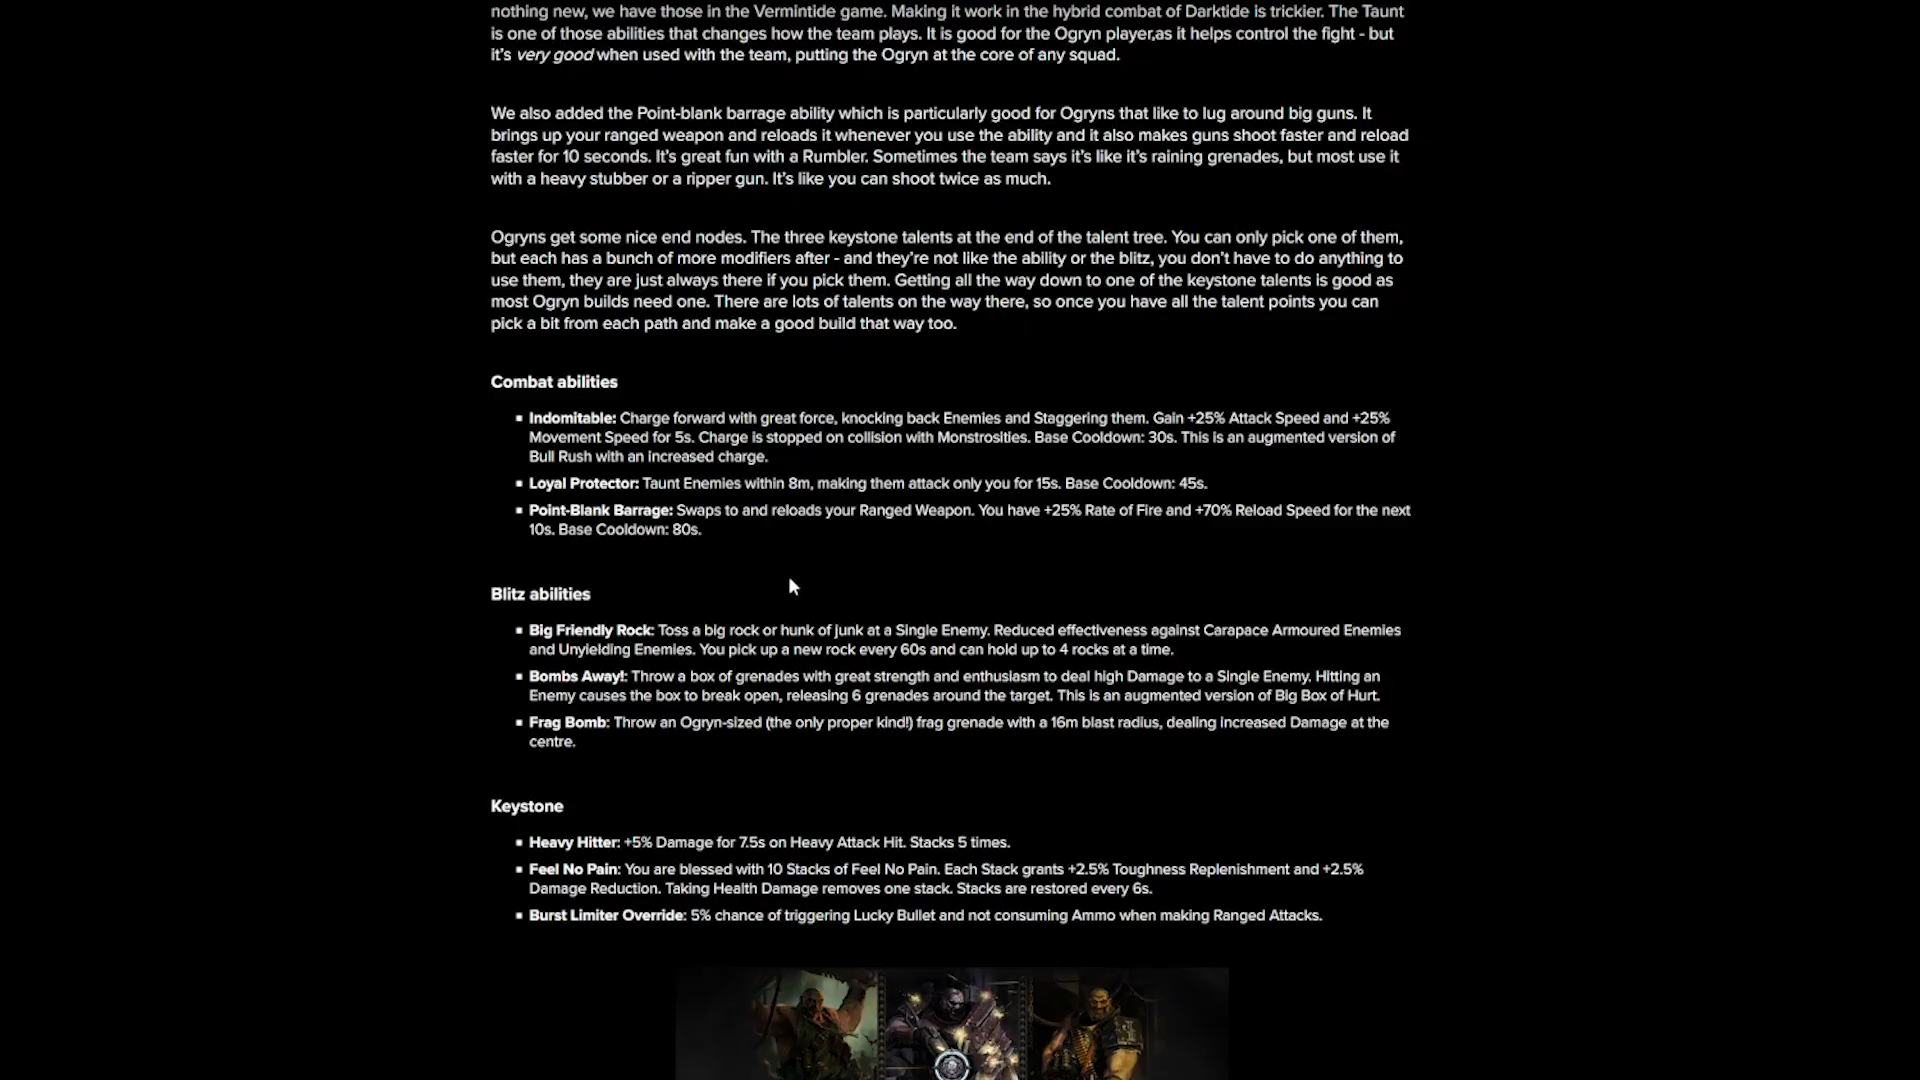 nothing new, we have those in the Vermintide game. Making it work in the hybrid combat of Darktide is trickier. The Taunt
is one of those abilities that changes how the team plays. It is good for the Ogryn player,as it helps control the fight - but
it's very good when used with the team, putting the Ogryn at the core of any squad.
We also added the Point-blank barrage ability which is particularly good for Ogryns that like to lug around big guns. It
brings up your ranged weapon and reloads it whenever you use the ability and it also makes guns shoot faster and reload
faster for 10 seconds. It's great fun with a Rumbler. Sometimes the team says it's like it's raining grenades, but most use it
with a heavy stubber or a ripper gun. It's like you can shoot twice as much.
Ogryns get some nice end nodes. The three keystone talents at the end of the talent tree. You can only pick one of them,
but each has a bunch of more modifiers after - and they're not like the ability or the blitz, you don't have to do anything to
use them, they are just always there if you pick them. Getting all the way down to one of the keystone talents is good as
most Ogryn builds need one. There are lots of talents on the way there, so once you have all the talent points you can
pick a bit from each path and make a good build that way too.
Combat abilities
▪ Indomitable: Charge forward with great force, knocking back Enemies and Staggering them. Gain +25% Attack Speed and +25%
Movement Speed for 5s. Charge is stopped on collision with Monstrosities. Base Cooldown: 30s. This is an augmented version of
Bull Rush with an increased charge.
▪ Loyal Protector: Taunt Enemies within 8m, making them attack only you for 15s. Base Cooldown: 45s.
▪ Point-Blank Barrage: Swaps to and reloads your Ranged Weapon. You have +25% Rate of Fire and +70% Reload Speed for the next
10s. Base Cooldown: 80s.
Blitz abilities
▪ Big Friendly Rock: Toss a big rock or hunk of junk at a Single Enemy. Reduced effectiveness against Carapace Armoured Enemies
and Unyielding Enemies. You pick up a new rock every 60s and can hold up to 4 rocks at a time.
▪ Bombs Away!: Throw a box of grenades with great strength and enthusiasm to deal high Damage to a Single Enemy. Hitting an
Enemy causes the box to break open, releasing 6 grenades around the target. This is an augmented version of Big Box of Hurt.
▪ Frag Bomb: Throw an Ogryn-sized (the only proper kind!) frag grenade with a 16m blast radius, dealing increased Damage at the
centre.
Keystone
▪ Heavy Hitter: +5% Damage for 7.5s on Heavy Attack Hit. Stacks 5 times.
▪ Feel No Pain: You are blessed with 10 Stacks of Feel No Pain. Each Stack grants +2.5% Toughness Replenishment and +2.5%
Damage Reduction. Taking Health Damage removes one stack. Stacks are restored every 6s.
▪ Burst Limiter Override: 5% chance of triggering Lucky Bullet and not consuming Ammo when making Ranged Attacks.